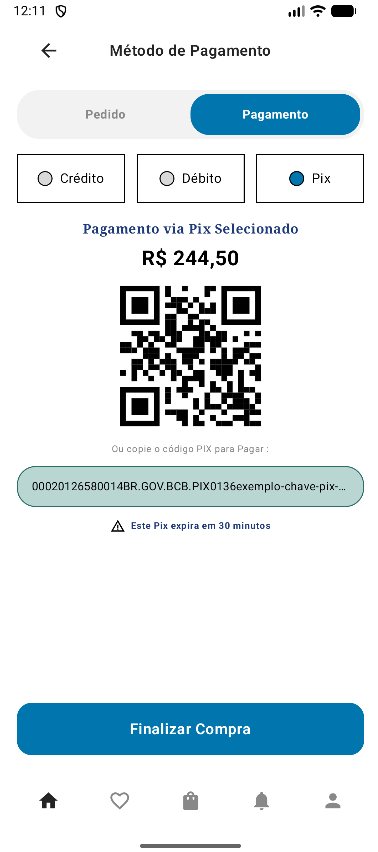 12:11
Método de Pagamento
Pedido
Pagamento
Crédito
Débito
Pix
Pagamento via Pix Selecionado
R$ 244,50
Ou copie o código PIX para Pagar :
00020126580014BR.GOV.BCB.PIX0136exemplo-chave-pix-...
Este Pix expira em 30 minutos
Finalizar Compra